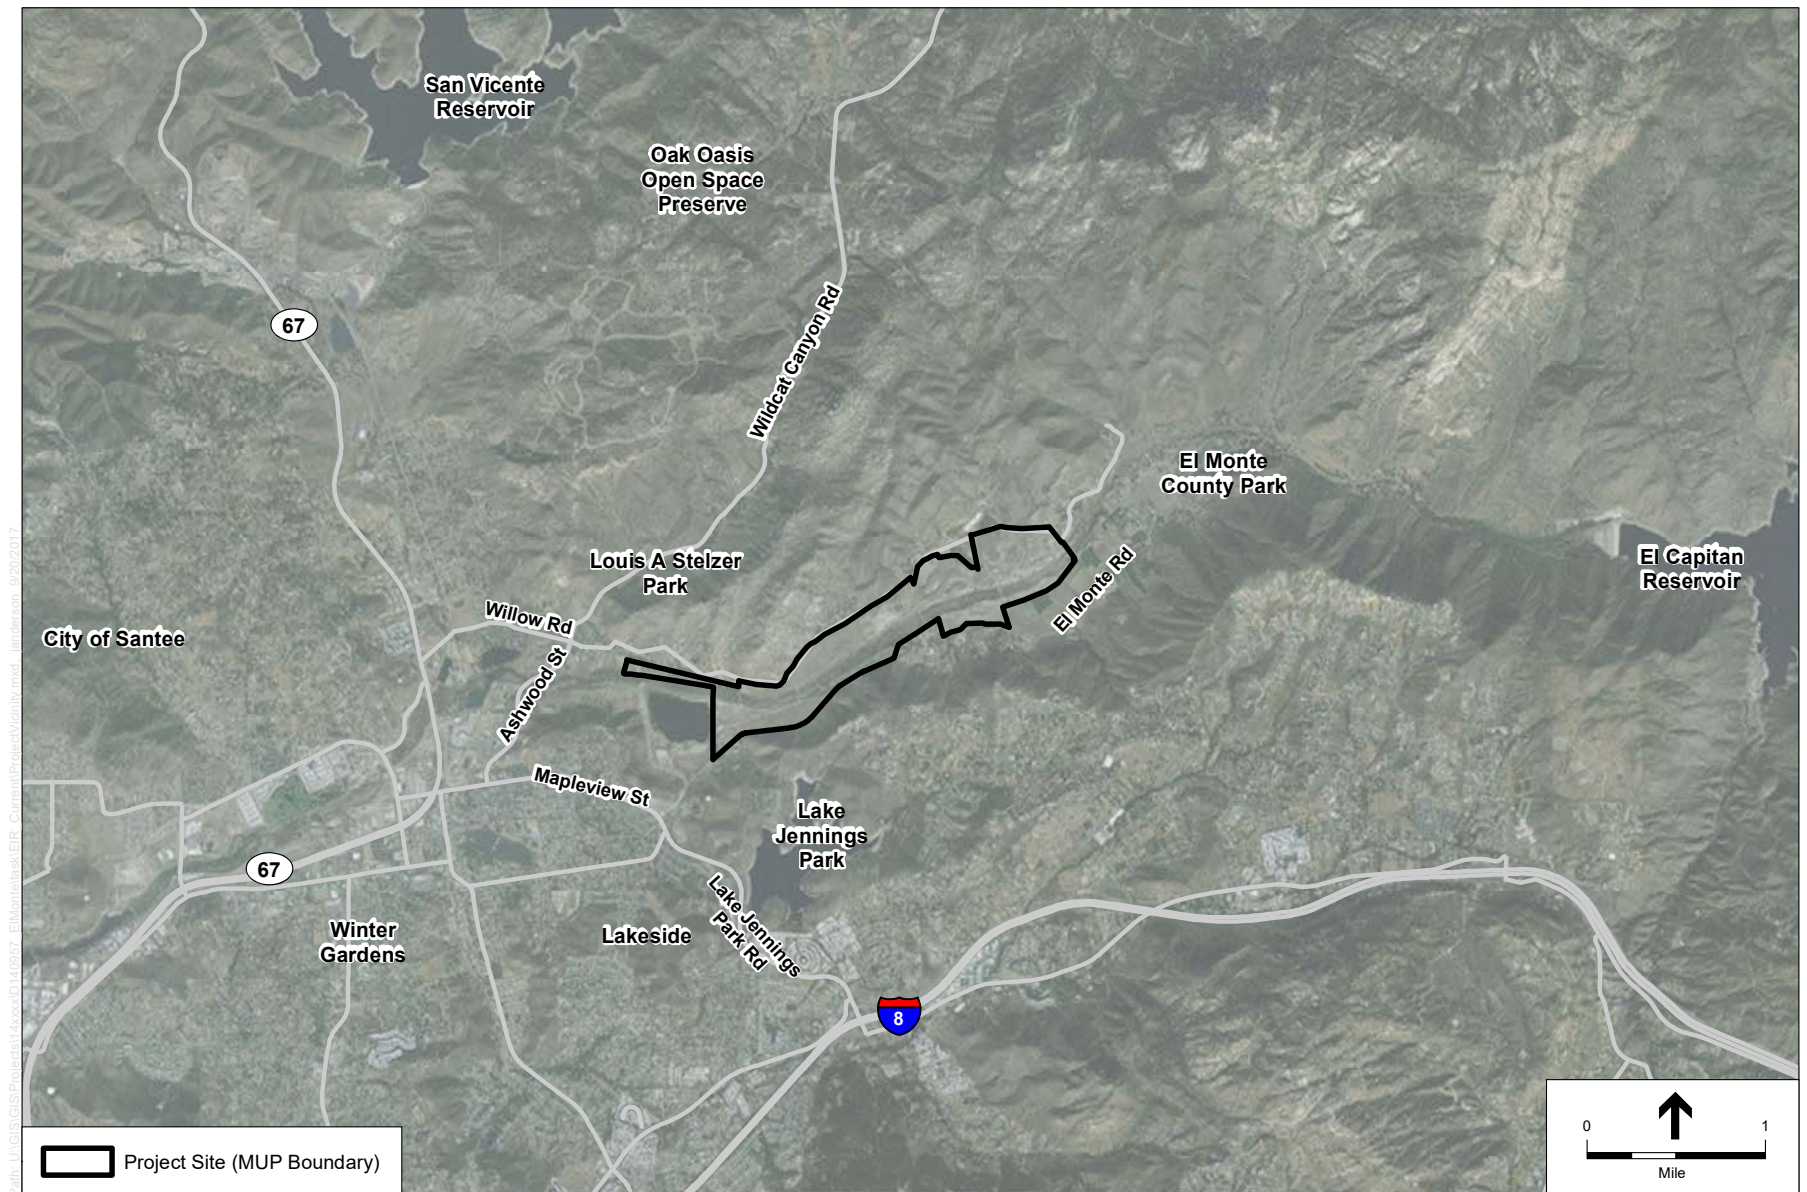 San Vicente
Reservoir
Oak Oasis
Open Space
Preserve
67
Wildcat Canyon Rd
El Monte
County Park
El Capitan
Reservoir
Louis A Stelzer
Park
Willow Rd
El Monte Rd
City of Santee
Ashwood St
Mapleview St
Lake
Jennings
Park
67
Lake Jennings
Park Rd
Winter
Gardens
Lakeside
8
Project Site (MUP Boundary)
0 1
Mile